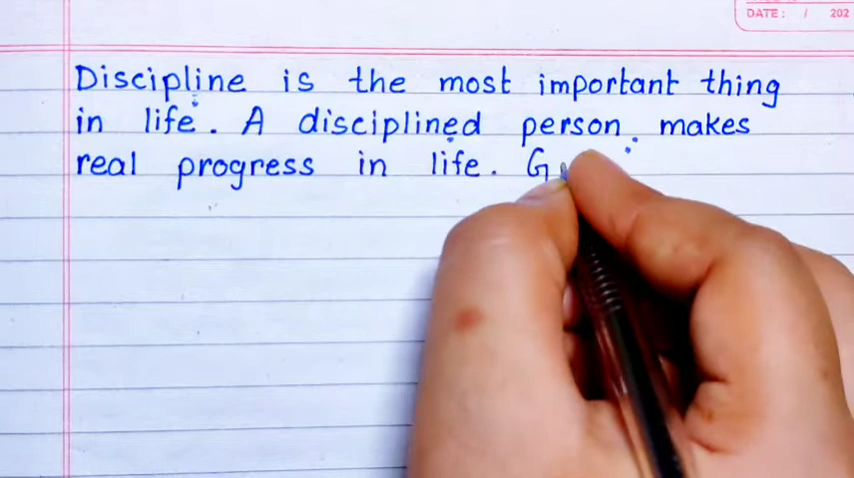 DATE: / 202
Discipline is the most important thing
in life. A disciplined person makes
real progress in life. G